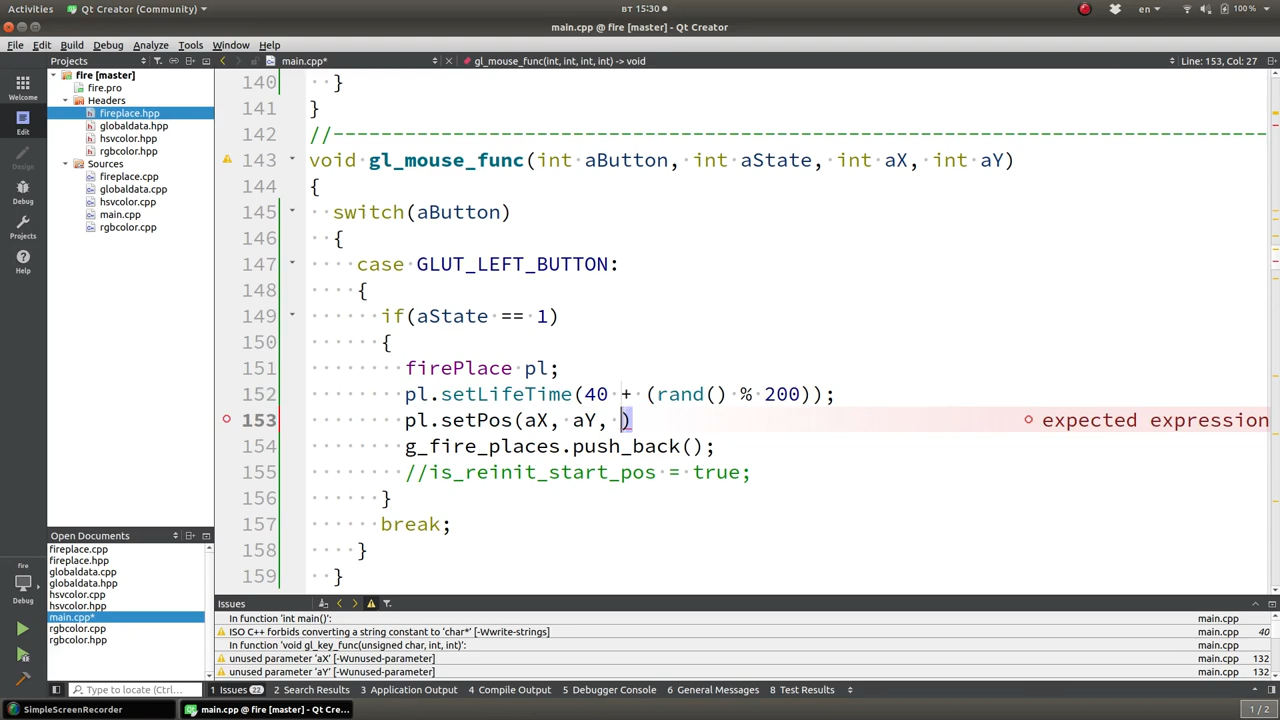 Activities
Qt Creator (Community)
вт 15:30
en
100 %
main.cpp @ fire [master] - Qt Creator
File Edit Build Debug Analyze Tools Window Help
Projects
main.cpp*
gl_mouse_func(int, int, int, int) -> void
Line: 153, Col: 27
Welcome
Edit
Design
Debug
Projects
Help
fire
Debug
fire [master]
fire.pro
Headers
fireplace.hpp
globaldata.hpp
hsvcolor.hpp
rgbcolor.hpp
Sources
fireplace.cpp
globaldata.cpp
hsvcolor.cpp
main.cpp
rgbcolor.cpp
Open Documents
fireplace.cpp
fireplace.hpp
globaldata.cpp
globaldata.hpp
hsvcolor.cpp
hsvcolor.hpp
main.cpp*
rgbcolor.cpp
rgbcolor.hpp
140 }
141 }
142 //------------------------------------------------------------------------------
143 void gl_mouse_func(int aButton, int aState, int aX, int aY)
144 {
145 switch(aButton)
146 {
147 case GLUT_LEFT_BUTTON:
148 {
149 if(aState == 1)
150 {
151 firePlace pl;
152 pl.setLifeTime(40 + (rand() % 200));
153 pl.setPos(aX, aY, ) expected expression
154 g_fire_places.push_back();
155 //is_reinit_start_pos = true;
156 }
157 break;
158 }
159 }
Issues
In function 'int main()': main.cpp
ISO C++ forbids converting a string constant to 'char*' [-Wwrite-strings] main.cpp 40
In function 'void gl_key_func(unsigned char, int, int)': main.cpp
unused parameter 'aX' [-Wunused-parameter] main.cpp 132
unused parameter 'aY' [-Wunused-parameter] main.cpp 132
Type to locate (Ctrl...
1 Issues 22 2 Search Results 3 Application Output 4 Compile Output 5 Debugger Console 6 General Messages 8 Test Results
SimpleScreenRecorder
main.cpp @ fire [master] - Qt Cre...
1 / 2